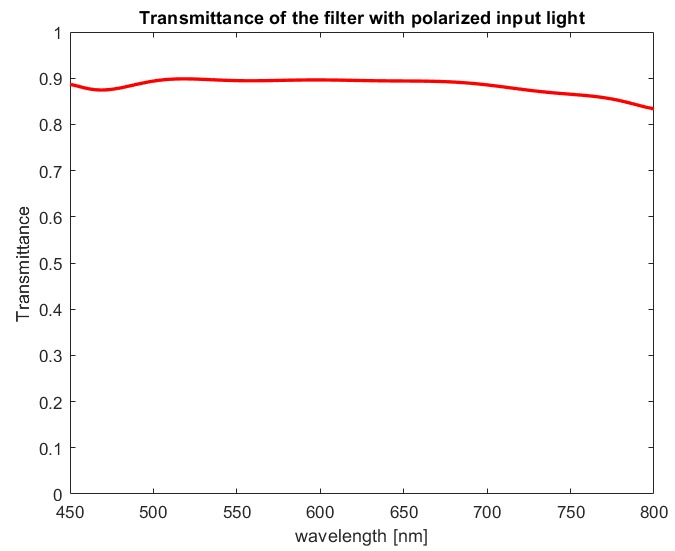 Transmittance of the filter with polarized input light
1
0.9
0.8
0.7
0.6
0.5
0.4
0.3
0.2
0.1
0
Transmittance
450 500 550 600 650 700 750 800
wavelength [nm]